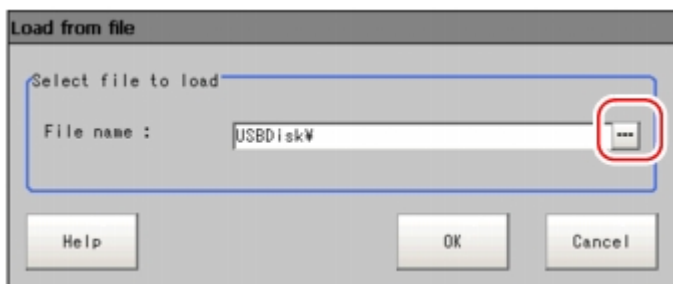 Load from file
Select file to load
File name :
USBDisk¥
...
Help
OK
Cancel